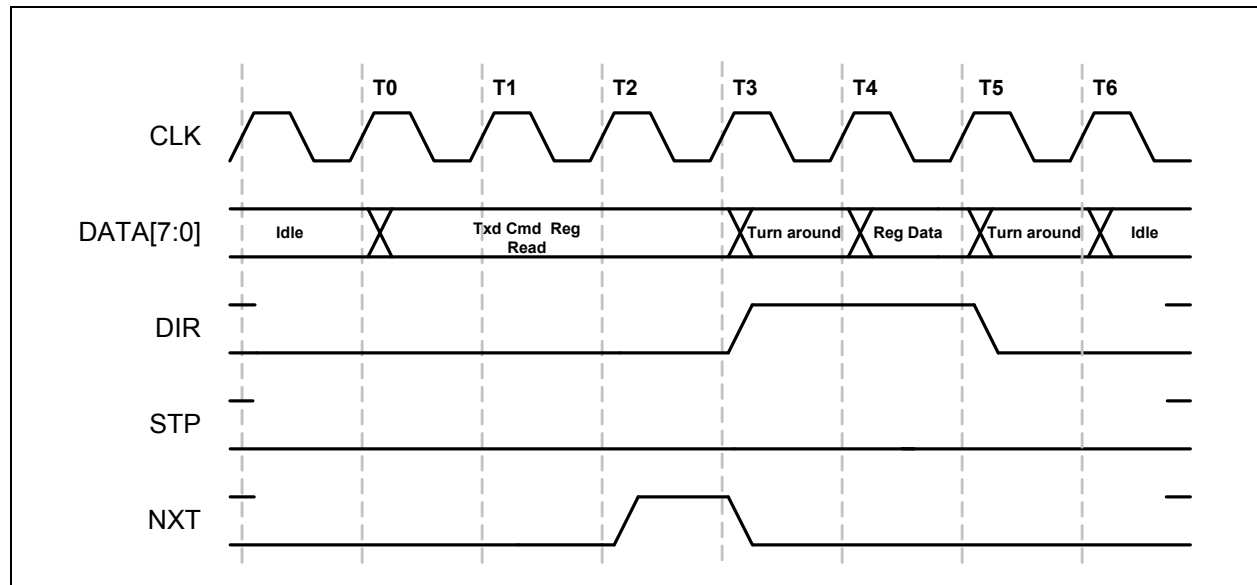 T0 T1 T2 T3 T4 T5 T6
CLK
DATA[7:0]
Idle
Txd Cmd Reg
Read
Turn around
Reg Data
Turn around
Idle
DIR
STP
NXT